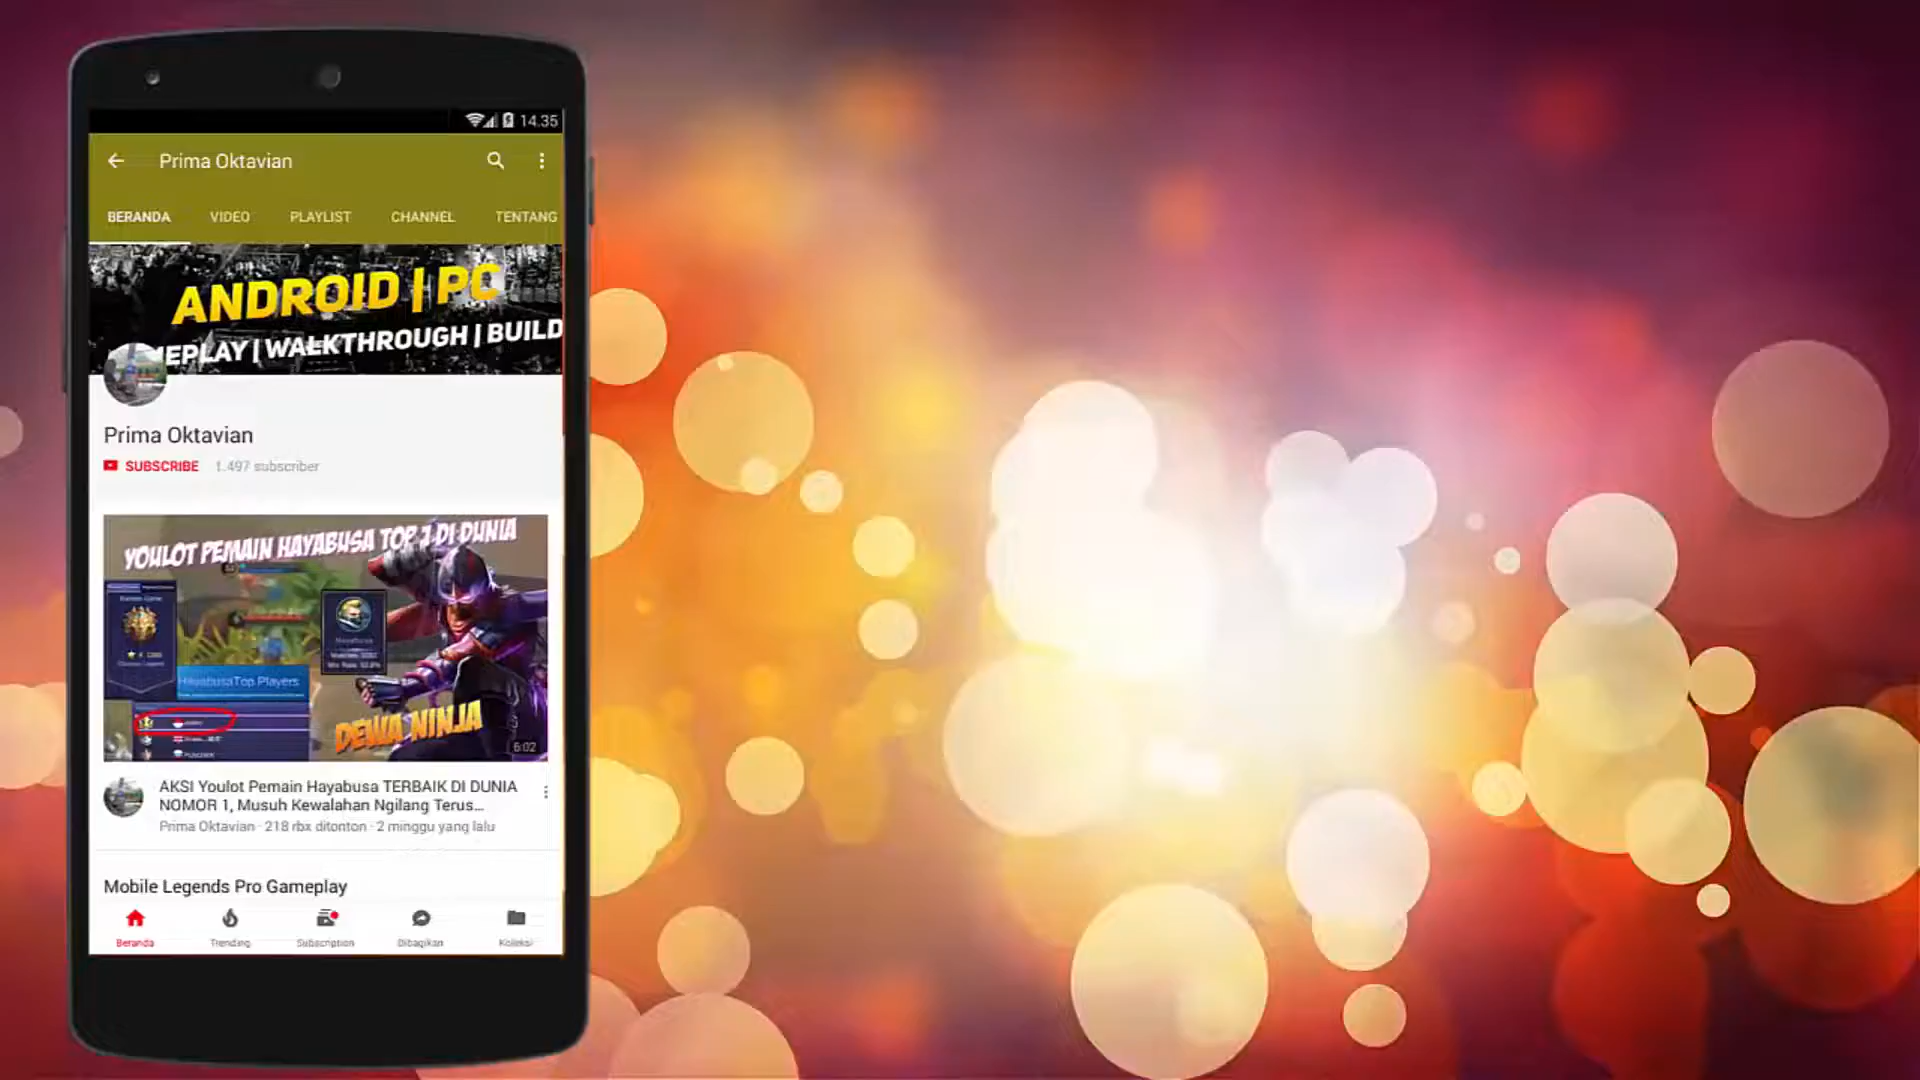 14.35
Prima Oktavian
BERANDA VIDEO PLAYLIST CHANNEL TENTANG
ANDROID | PC
EPLAY | WALKTHROUGH | BUILD
Prima Oktavian
SUBSCRIBE 1.497 subscriber
YOULOT PEMAIN HAYABUSA TOP 1 DI DUNIA
Hayabusa
HayabusaTop Players
DEWA NINJA
6:02
AKSI Youlot Pemain Hayabusa TERBAIK DI DUNIA
NOMOR 1, Musuh Kewalahan Ngilang Terus...
Prima Oktavian · 218 rbx ditonton · 2 minggu yang lalu
Mobile Legends Pro Gameplay
Beranda Trending Subscription Dibagikan Koleksi